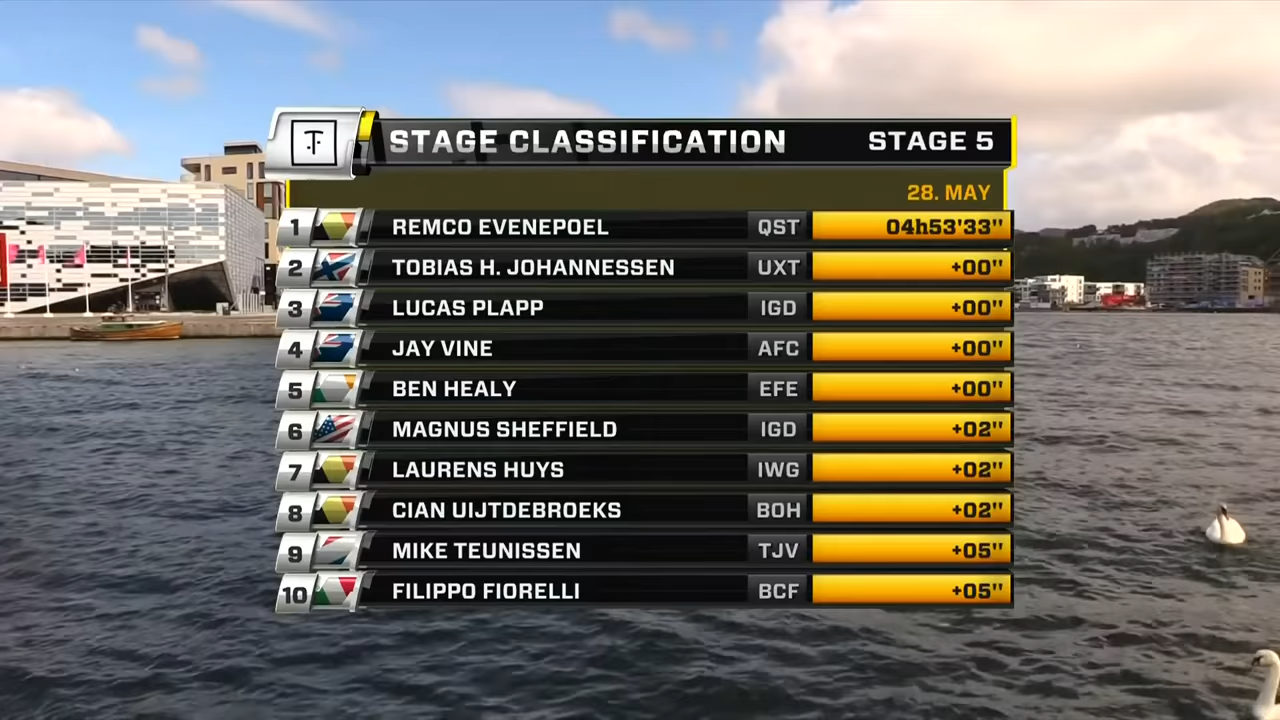 STAGE CLASSIFICATION STAGE 5
28. MAY
1 REMCO EVENEPOEL QST 04h53'33"
2 TOBIAS H. JOHANNESSEN UXT +00"
3 LUCAS PLAPP IGD +00"
4 JAY VINE AFC +00"
5 BEN HEALY EFE +00"
6 MAGNUS SHEFFIELD IGD +02"
7 LAURENS HUYS IWG +02"
8 CIAN UIJTDEBROEKS BOH +02"
9 MIKE TEUNISSEN TJV +05"
10 FILIPPO FIORELLI BCF +05"